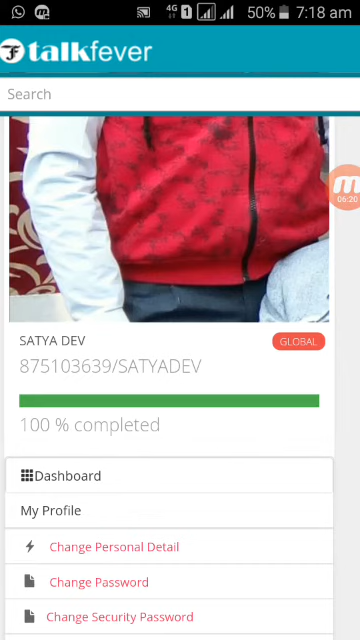 4G 1 50% 7:18 am
talkfever
Search
06:20
SATYA DEV
GLOBAL
875103639/SATYADEV
100 % completed
Dashboard
My Profile
Change Personal Detail
Change Password
Change Security Password